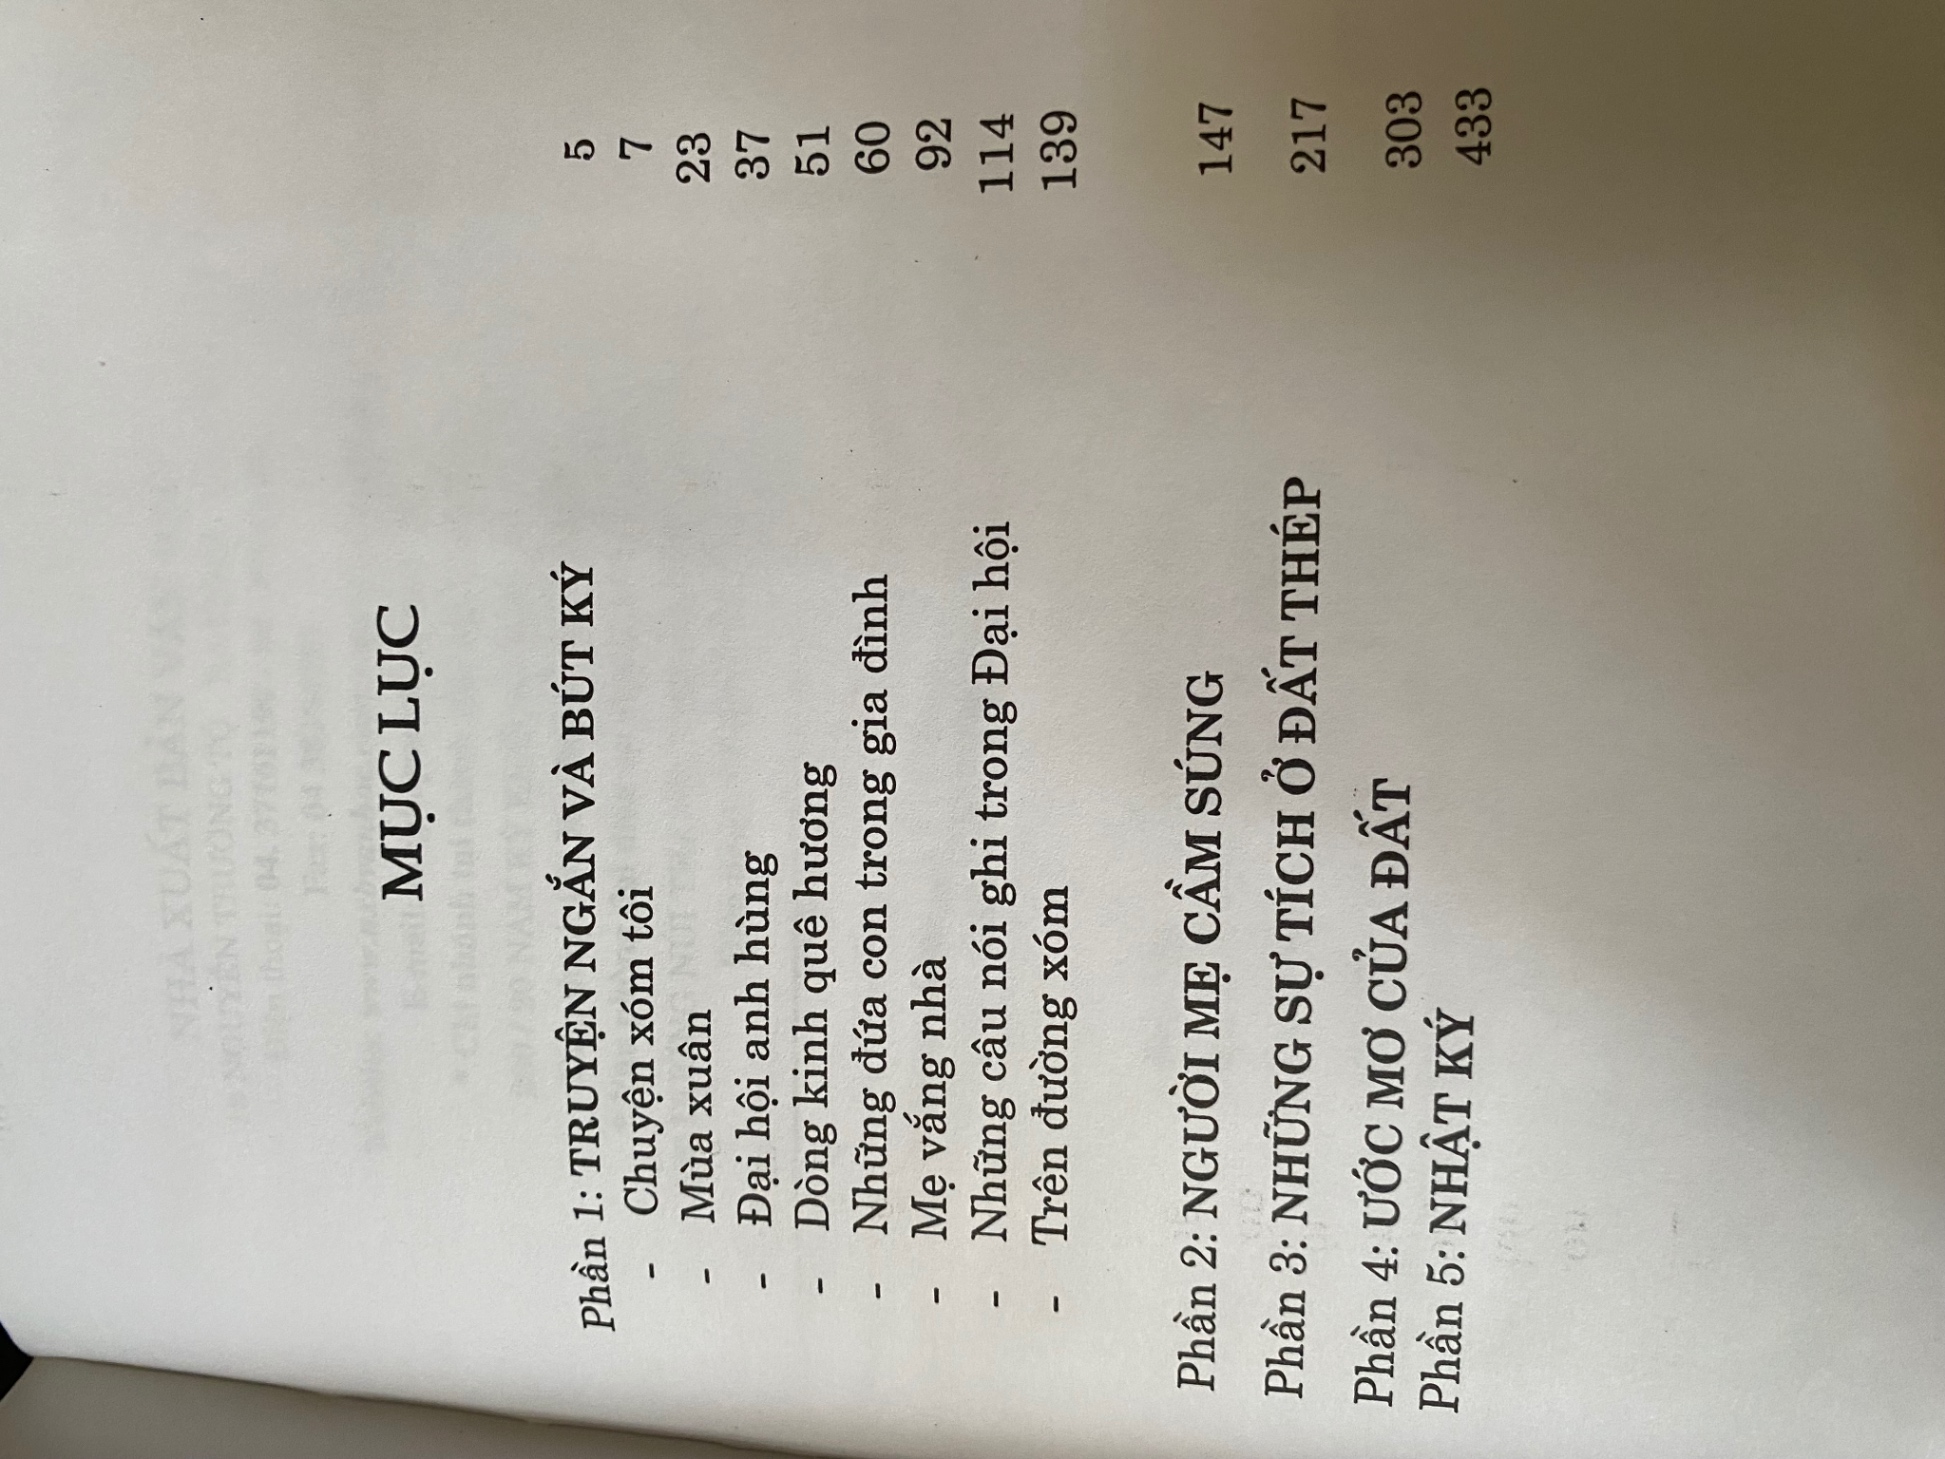 MỤC LỤC
Phần 1: TRUYỆN NGẮN VÀ BÚT KÝ 5
- Chuyện xóm tôi 7
- Mùa xuân 23
- Đại hội anh hùng 37
- Dòng kinh quê hương 51
- Những đứa con trong gia đình 60
- Mẹ vắng nhà 92
- Những câu nói ghi trong Đại hội 114
- Trên đường xóm 139
Phần 2: NGƯỜI MẸ CẦM SÚNG 147
Phần 3: NHỮNG SỰ TÍCH Ở ĐẤT THÉP 217
Phần 4: ƯỚC MƠ CỦA ĐẤT 303
Phần 5: NHẬT KÝ 433